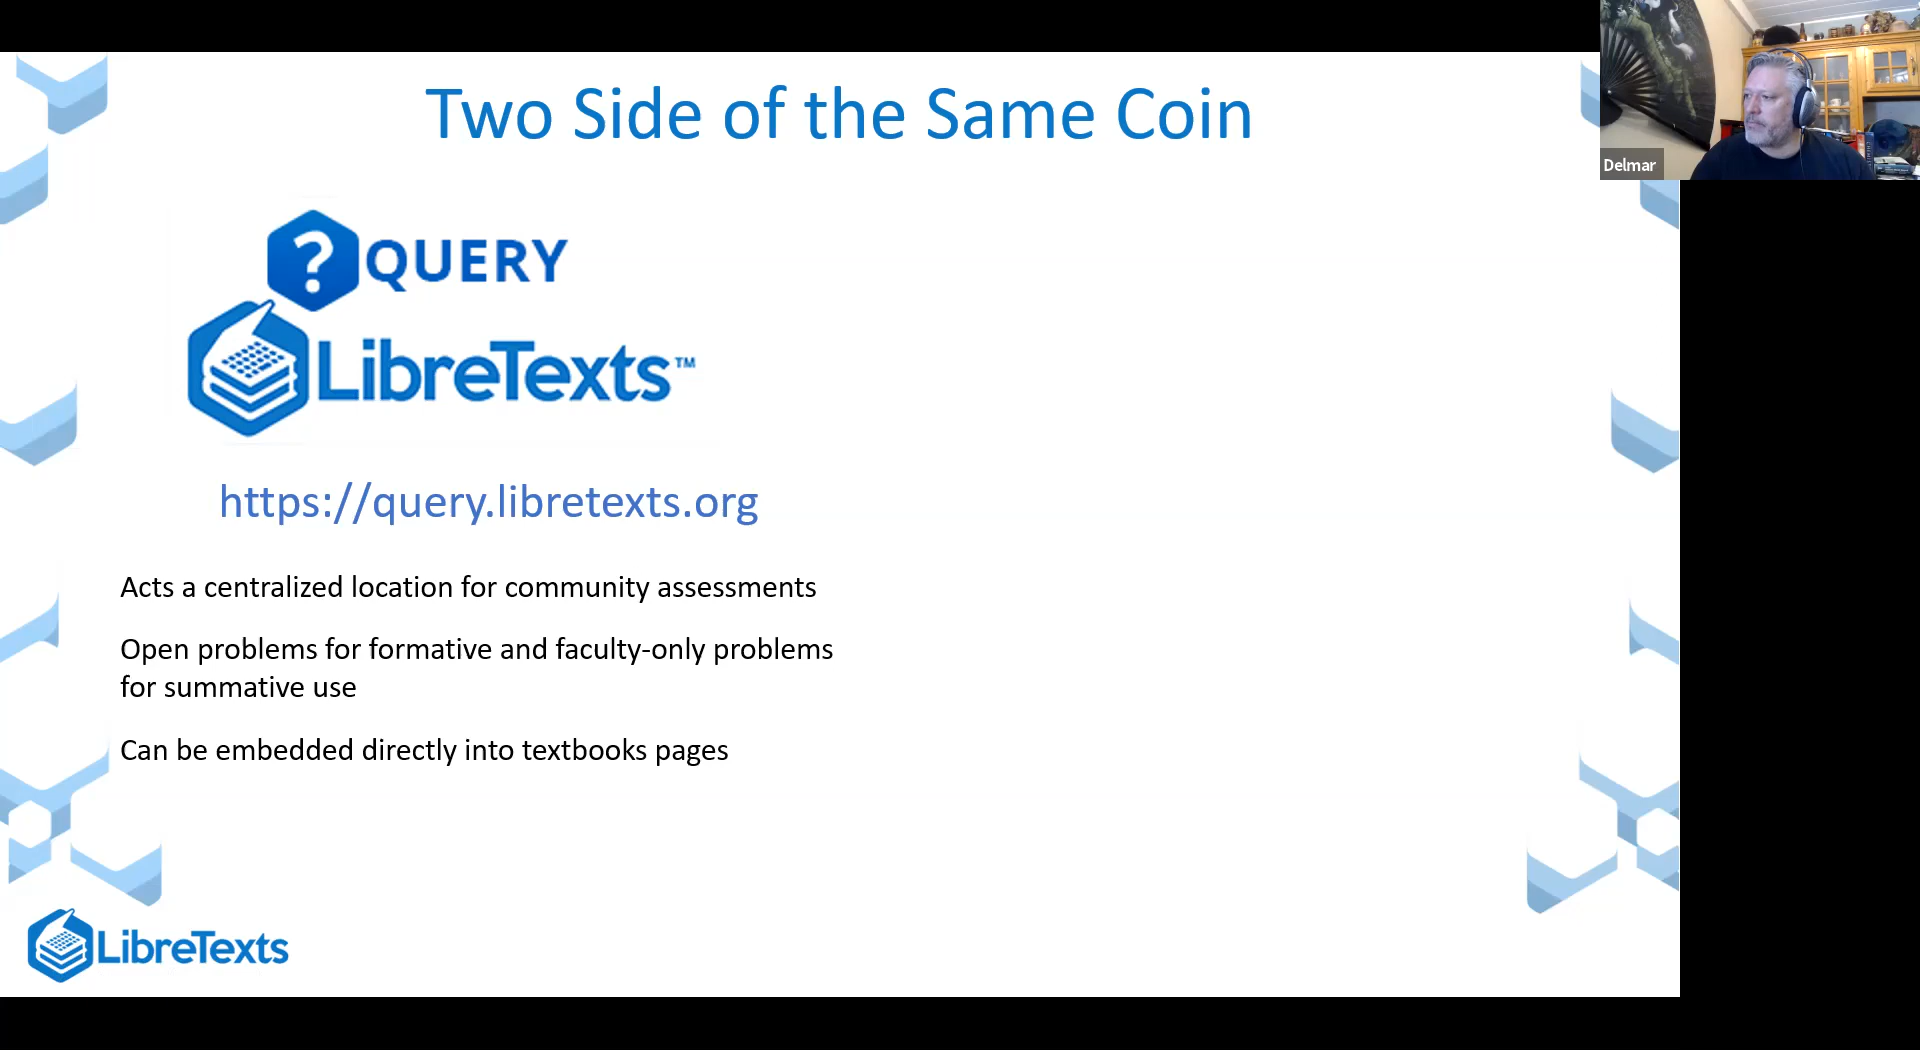 Two Side of the Same Coin
Delmar
? QUERY
LibreTexts™
https://query.libretexts.org
Acts a centralized location for community assessments
Open problems for formative and faculty-only problems
for summative use
Can be embedded directly into textbooks pages
LibreTexts